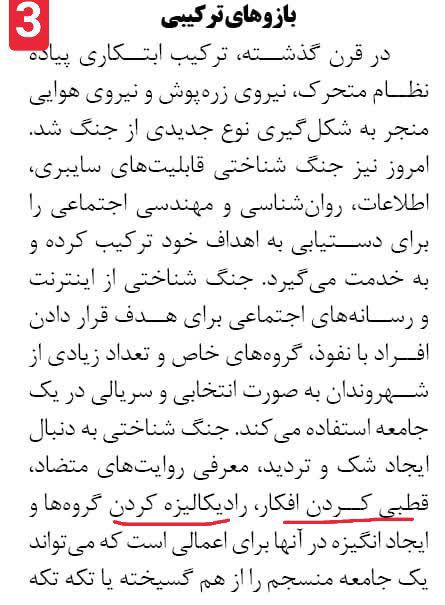 3
بازوهای‌ترکیبی
در قرن گذشته، ترکیب ابتکاری پیاده
نظام متحرک، نیروی زره‌پوش و نیروی هوایی
منجر به شکل‌گیری نوع جدیدی از جنگ شد.
امروز نیز جنگ شناختی قابلیت‌های سایبری،
اطلاعات، روان‌شناسی و مهندسی اجتماعی را
برای دستیابی به اهداف خود ترکیب کرده و
به خدمت می‌گیرد. جنگ شناختی از اینترنت
و رسانه‌های اجتماعی برای هدف قرار دادن
افراد با نفوذ، گروه‌های خاص و تعداد زیادی از
شهروندان به صورت انتخابی و سریالی در یک
جامعه استفاده می‌کند. جنگ شناختی به دنبال
ایجاد شک و تردید، معرفی روایت‌های متضاد،
قطبی کردن افکار، رادیکالیزه کردن گروه‌ها و
ایجاد انگیزه در آنها برای اعمالی است که می‌تواند
یک جامعه منسجم را از هم گسیخته یا تکه تکه